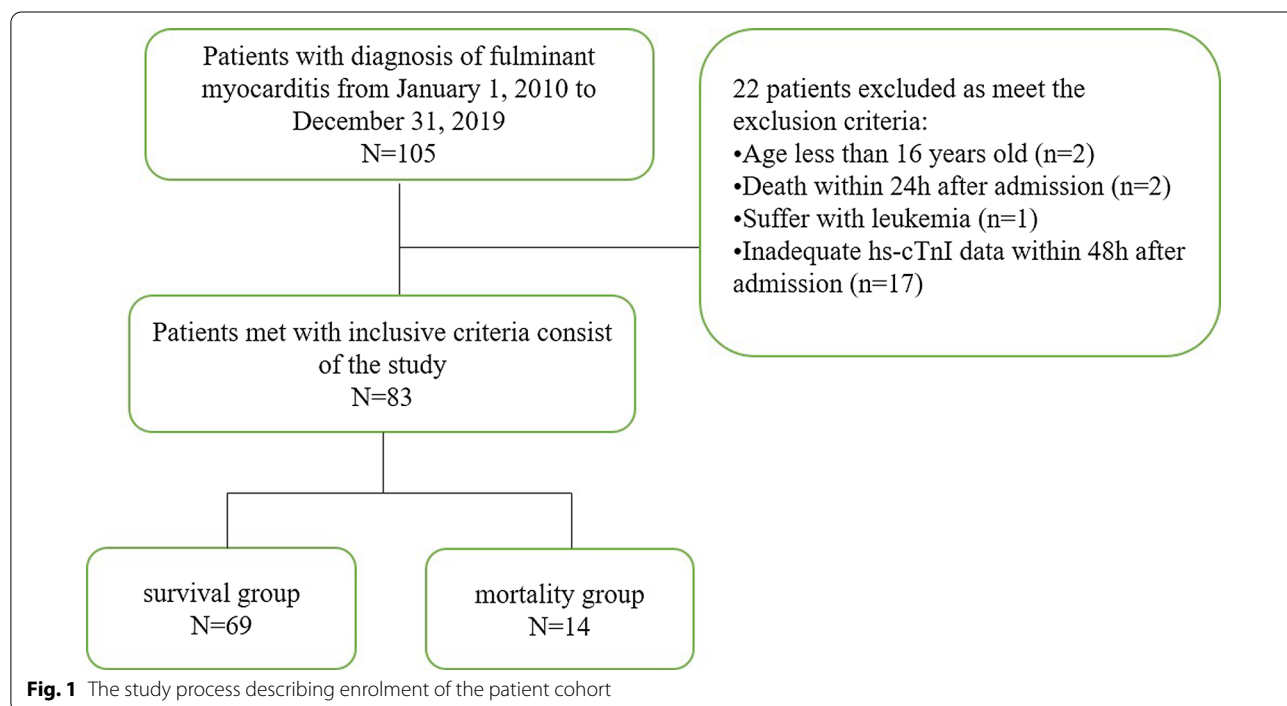 Patients with diagnosis of fulminant
myocarditis from January 1, 2010 to
December 31, 2019
N=105
22 patients excluded as meet the
exclusion criteria:
•Age less than 16 years old (n=2)
•Death within 24h after admission (n=2)
•Suffer with leukemia (n=1)
•Inadequate hs-cTnI data within 48h after
admission (n=17)
Patients met with inclusive criteria consist
of the study
N=83
survival group
N=69
mortality group
N=14
Fig. 1 The study process describing enrolment of the patient cohort